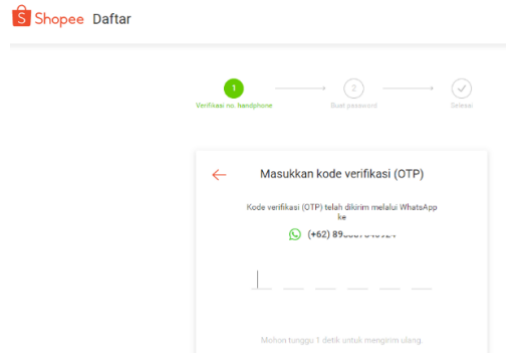 Shopee Daftar
1
2
Verifikasi no. handphone
Buat password
Selesai
Masukkan kode verifikasi (OTP)
Kode verifikasi (OTP) telah dikirim melalui WhatsApp
ke
(+62) 89
Mohon tunggu 1 detik untuk mengirim ulang.